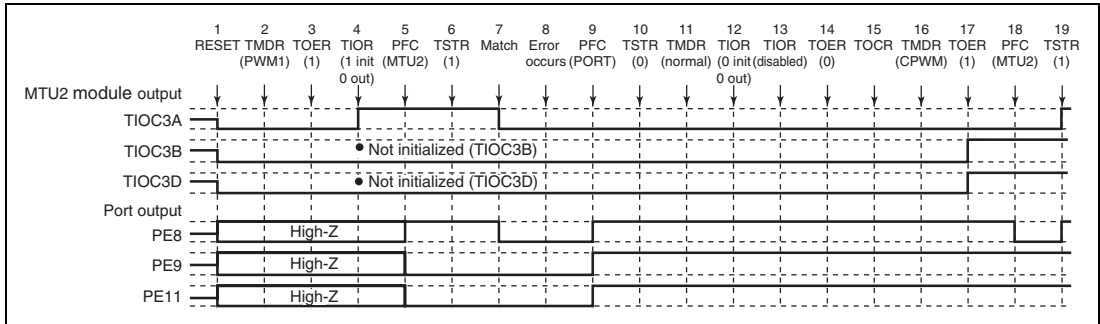 1 2 3 4 5 6 7 8 9 10 11 12 13 14 15 16 17 18 19
RESET TMDR TOER TIOR PFC TSTR Match Error PFC TSTR TMDR TIOR TIOR TOER TOCR TMDR TOER PFC TSTR
(PWM1) (1) (1 init (MTU2) (1) occurs (PORT) (0) (normal) (0 init (disabled) (0) (CPWM) (1) (MTU2) (1)
0 out) 0 out)
MTU2 module output
TIOC3A
TIOC3B • Not initialized (TIOC3B)
TIOC3D • Not initialized (TIOC3D)
Port output
PE8 High-Z
PE9 High-Z
PE11 High-Z